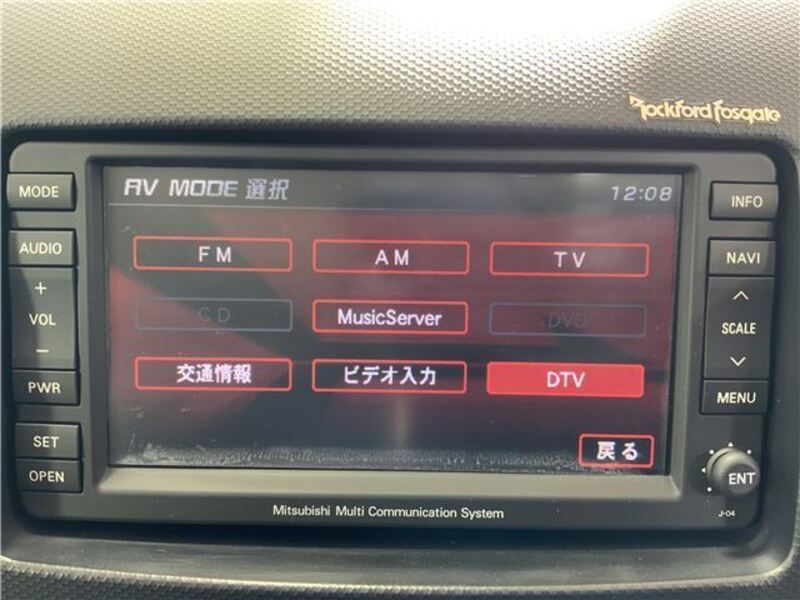 Rockford Fosgate
AV MODE 選択
12:08
FM
AM
TV
CD
MusicServer
DVD
交通情報
ビデオ入力
DTV
戻る
MODE
AUDIO
+
VOL
−
PWR
SET
OPEN
INFO
NAVI
SCALE
MENU
ENT
J-04
Mitsubishi Multi Communication System